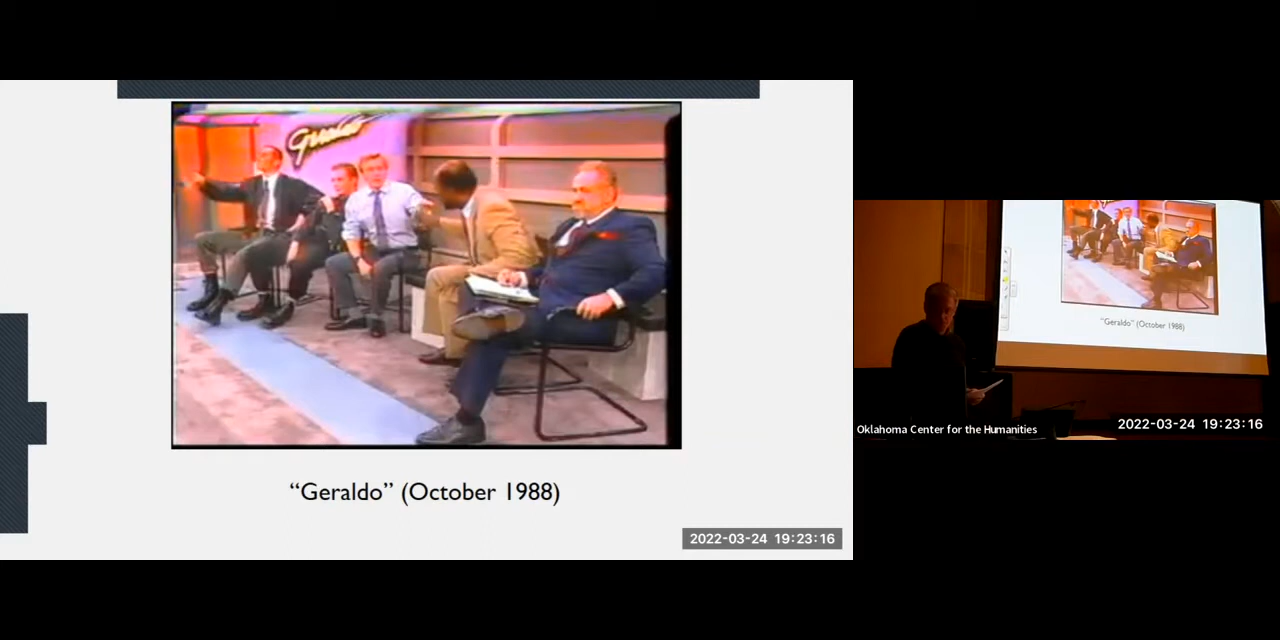 Geraldo
“Geraldo” (October 1988)
2022-03-24 19:23:16
“Geraldo” (October 1988)
Oklahoma Center for the Humanities
2022-03-24 19:23:16